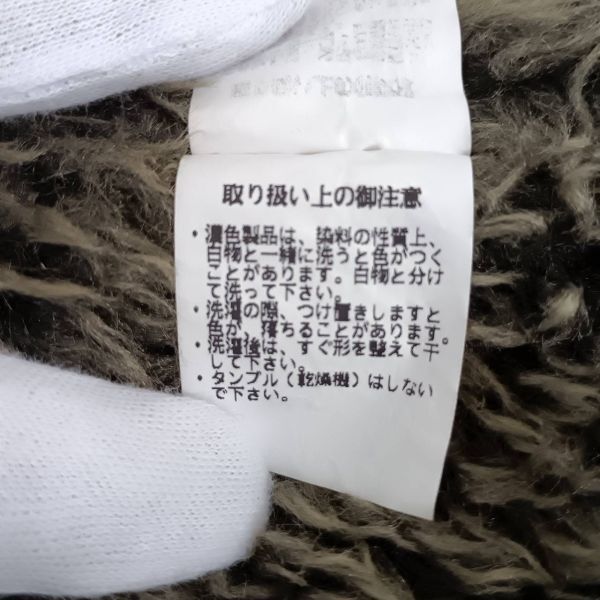 取り扱い上の御注意
・濃色製品は、染料の性質上、
白物と一緒に洗うと色がつく
ことがあります。白物と分け
て洗って下さい。
・洗濯の際、つけ置きしますと
色が、落ちることがあります。
・洗濯後は、すぐ形を整えて干
して下さい。
・タンブル(乾燥機)はしない
で下さい。